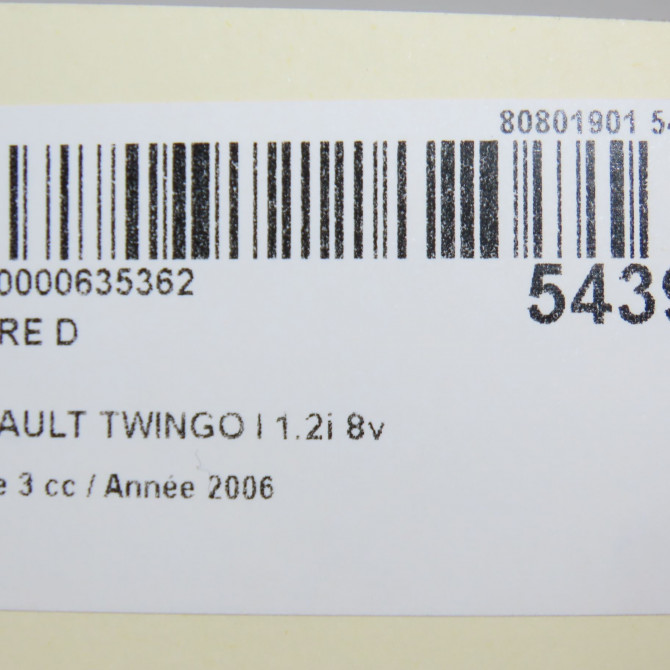 80801901 54
0000635362
5439
RE D
AULT TWINGO I 1.2i 8v
e 3 cc / Année 2006